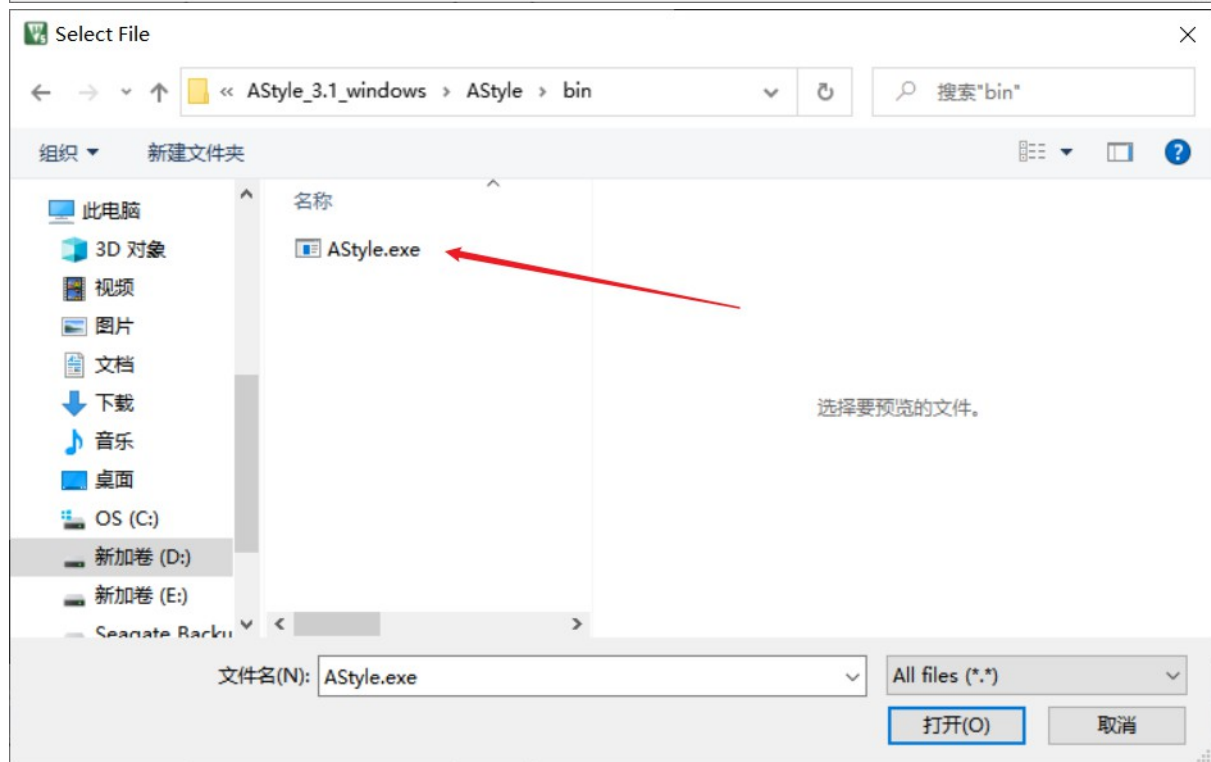 Select File
« AStyle_3.1_windows › AStyle › bin
搜索"bin"
组织
新建文件夹
名称
此电脑
3D 对象
AStyle.exe
视频
图片
文档
下载
选择要预览的文件。
音乐
桌面
OS (C:)
新加卷 (D:)
新加卷 (E:)
Seagate Backu
文件名(N):
AStyle.exe
All files (*.*)
打开(O)
取消